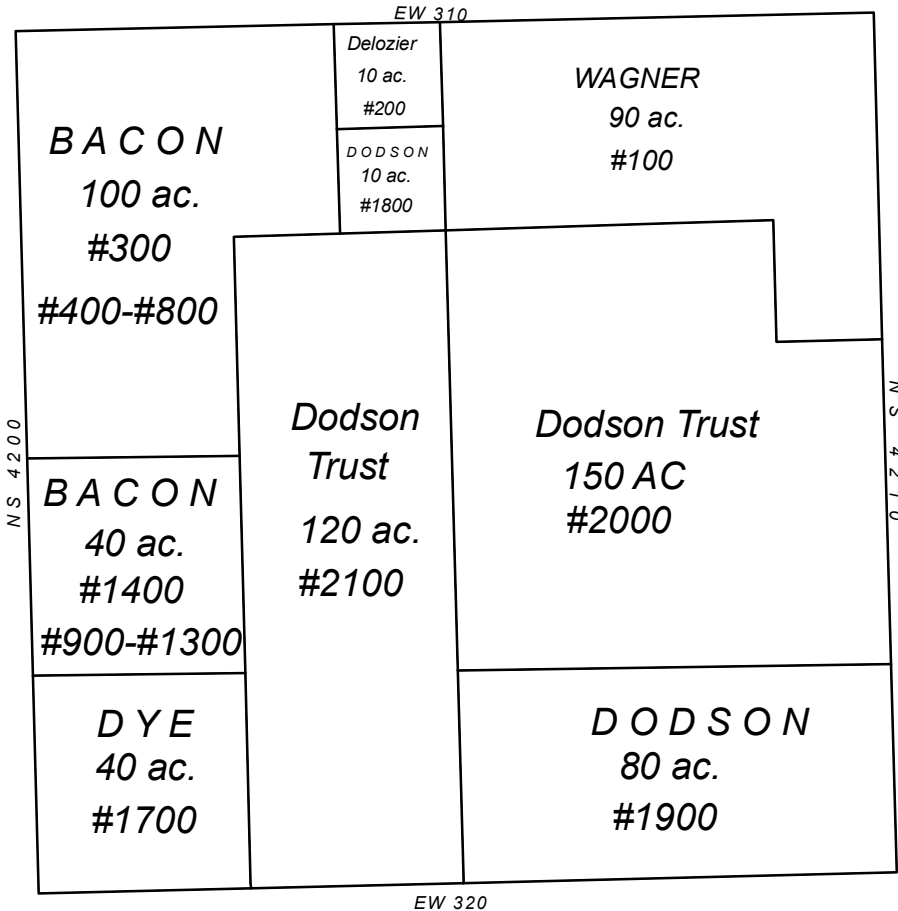 EW 310
Delozier
10 ac.
#200
WAGNER
90 ac.
#100
BACON
100 ac.
#300
#400-#800
DODSON
10 ac.
#1800
NS 4200
NS 4210
Dodson
Trust
120 ac.
#2100
Dodson Trust
150 AC
#2000
BACON
40 ac.
#1400
#900-#1300
DYE
40 ac.
#1700
DODSON
80 ac.
#1900
EW 320